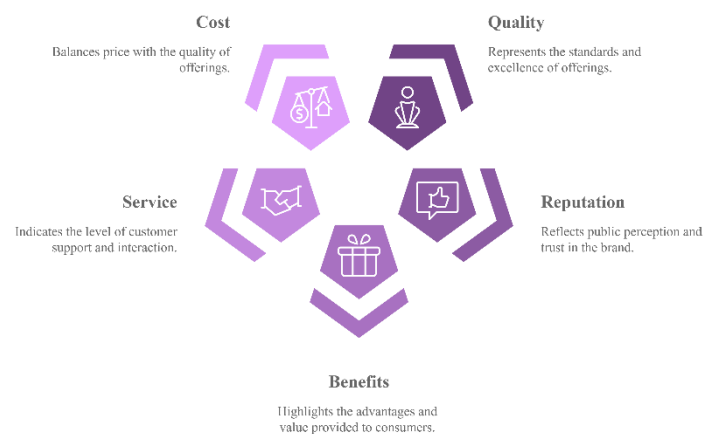 Cost
Balances price with the quality of
offerings.
Quality
Represents the standards and
excellence of offerings.
$
Service
Indicates the level of customer
support and interaction.
Reputation
Reflects public perception and
trust in the brand.
Benefits
Highlights the advantages and
value provided to consumers.